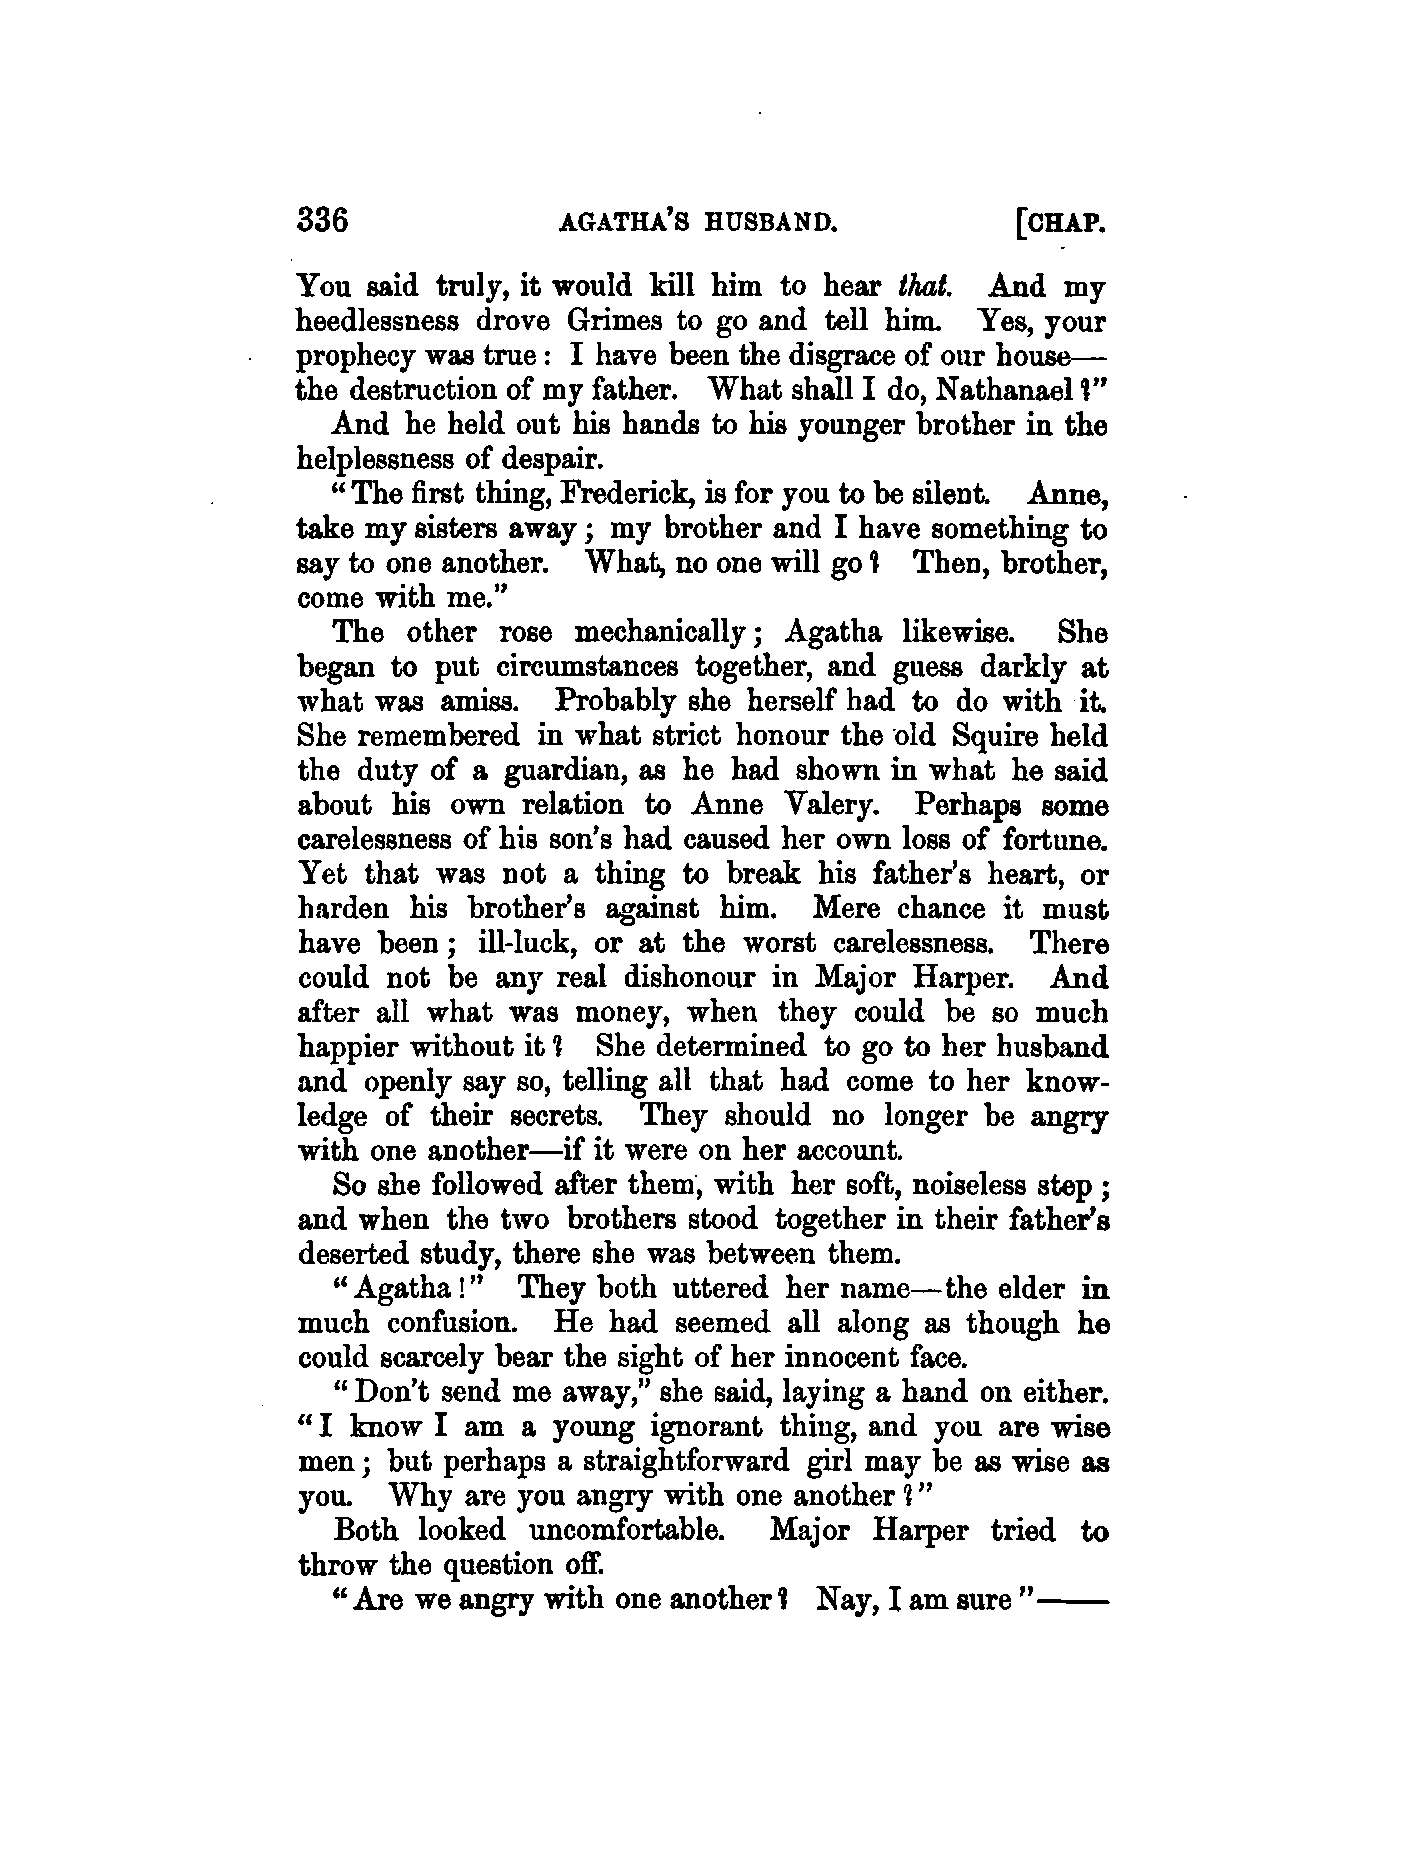 336 AGATHA'S HUSBAND. [CHAP.
You said truly, it would kill him to hear that. And my
heedlessness drove Grimes to go and tell him. Yes, your
prophecy was true: I have been the disgrace of our house—
the destruction of my father. What shall I do, Nathanael?"
And he held out his hands to his younger brother in the
helplessness of despair.
"The first thing, Frederick, is for you to be silent. Anne,
take my sisters away; my brother and I have something to
say to one another. What, no one will go? Then, brother,
come with me."
The other rose mechanically; Agatha likewise. She
began to put circumstances together, and guess darkly at
what was amiss. Probably she herself had to do with it.
She remembered in what strict honour the old Squire held
the duty of a guardian, as he had shown in what he said
about his own relation to Anne Valery. Perhaps some
carelessness of his son's had caused her own loss of fortune.
Yet that was not a thing to break his father's heart, or
harden his brother's against him. Mere chance it must
have been; ill-luck, or at the worst carelessness. There
could not be any real dishonour in Major Harper. And
after all what was money, when they could be so much
happier without it? She determined to go to her husband
and openly say so, telling all that had come to her know-
ledge of their secrets. They should no longer be angry
with one another—if it were on her account.
So she followed after them, with her soft, noiseless step;
and when the two brothers stood together in their father's
deserted study, there she was between them.
"Agatha!" They both uttered her name—the elder in
much confusion. He had seemed all along as though he
could scarcely bear the sight of her innocent face.
"Don't send me away," she said, laying a hand on either.
"I know I am a young ignorant thing, and you are wise
men; but perhaps a straightforward girl may be as wise as
you. Why are you angry with one another?"
Both looked uncomfortable. Major Harper tried to
throw the question off.
"Are we angry with one another? Nay, I am sure"——